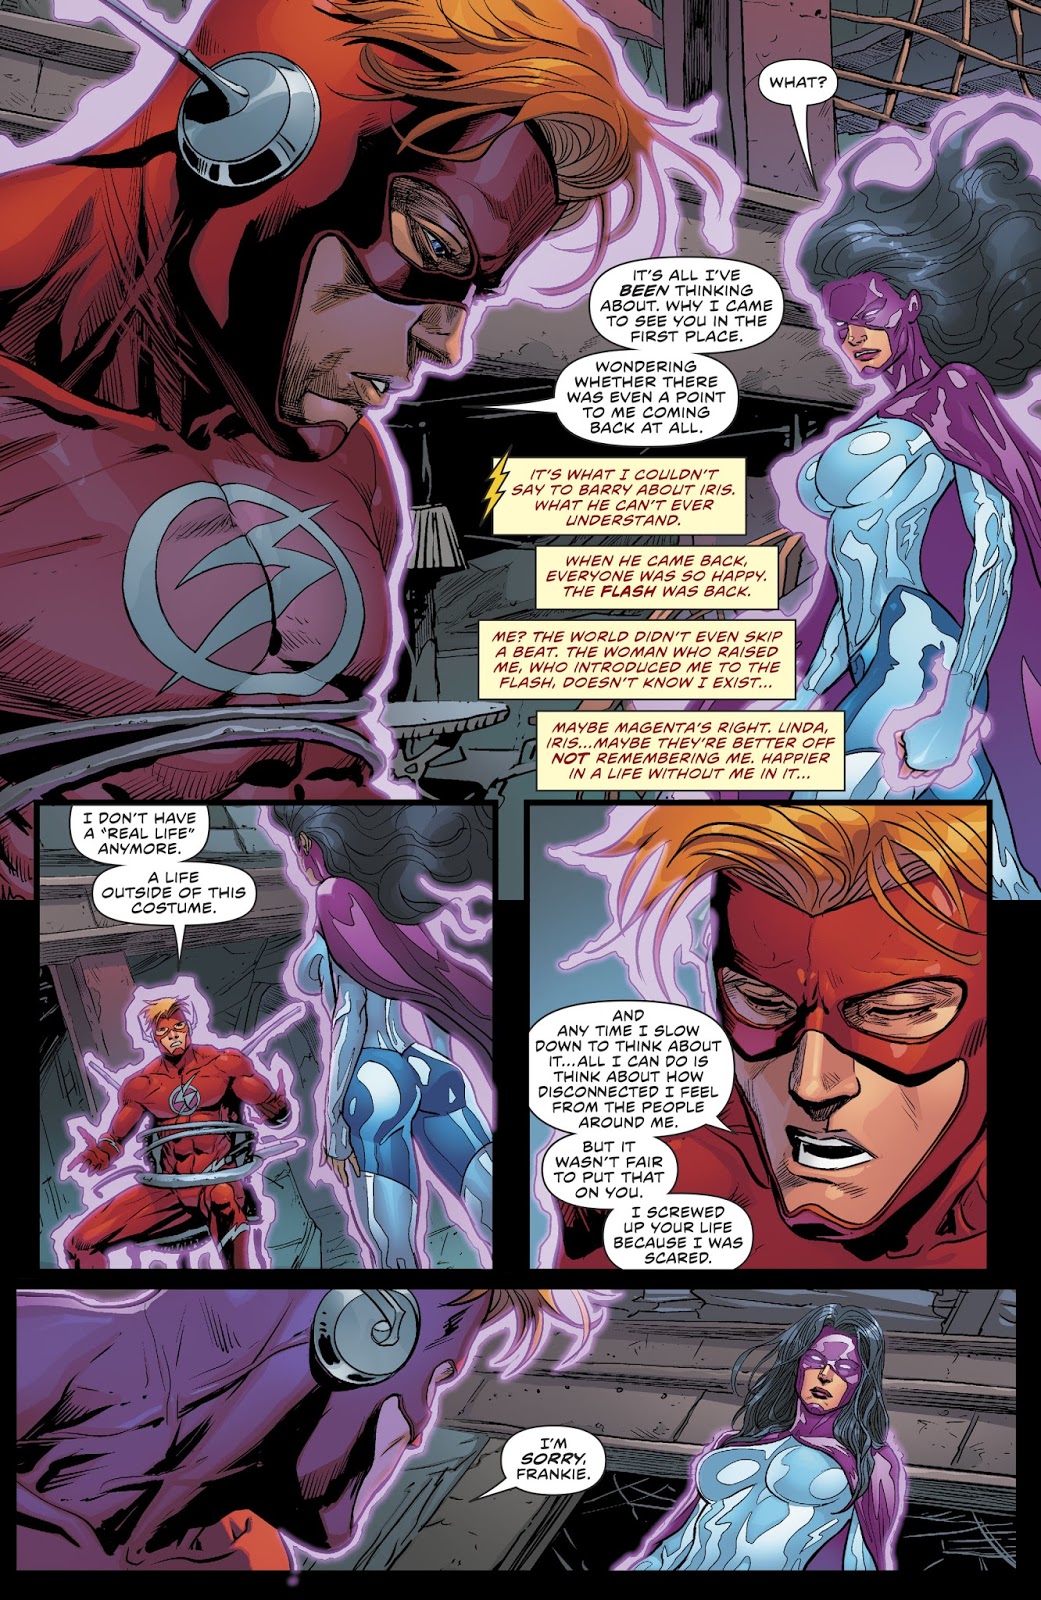 WHAT?
IT'S ALL I'VE
BEEN THINKING
ABOUT. WHY I CAME
TO SEE YOU IN THE
FIRST PLACE.
WONDERING
WHETHER THERE
WAS EVEN A POINT
TO ME COMING
BACK AT ALL.
IT'S WHAT I COULDN'T
SAY TO BARRY ABOUT IRIS.
WHAT HE CAN'T EVER
UNDERSTAND.
WHEN HE CAME BACK,
EVERYONE WAS SO HAPPY.
THE FLASH WAS BACK.
ME? THE WORLD DIDN'T EVEN SKIP
A BEAT. THE WOMAN WHO RAISED
ME, WHO INTRODUCED ME TO THE
FLASH, DOESN'T KNOW I EXIST...
MAYBE MAGENTA'S RIGHT. LINDA,
IRIS...MAYBE THEY'RE BETTER OFF
NOT REMEMBERING ME. HAPPIER
IN A LIFE WITHOUT ME IN IT...
I DON'T HAVE
A "REAL LIFE"
ANYMORE.
A LIFE
OUTSIDE OF THIS
COSTUME.
AND
ANY TIME I SLOW
DOWN TO THINK ABOUT
IT...ALL I CAN DO IS
THINK ABOUT HOW
DISCONNECTED I FEEL
FROM THE PEOPLE
AROUND ME.
BUT IT
WASN'T FAIR
TO PUT THAT
ON YOU.
I SCREWED
UP YOUR LIFE
BECAUSE I WAS
SCARED.
I'M
SORRY,
FRANKIE.